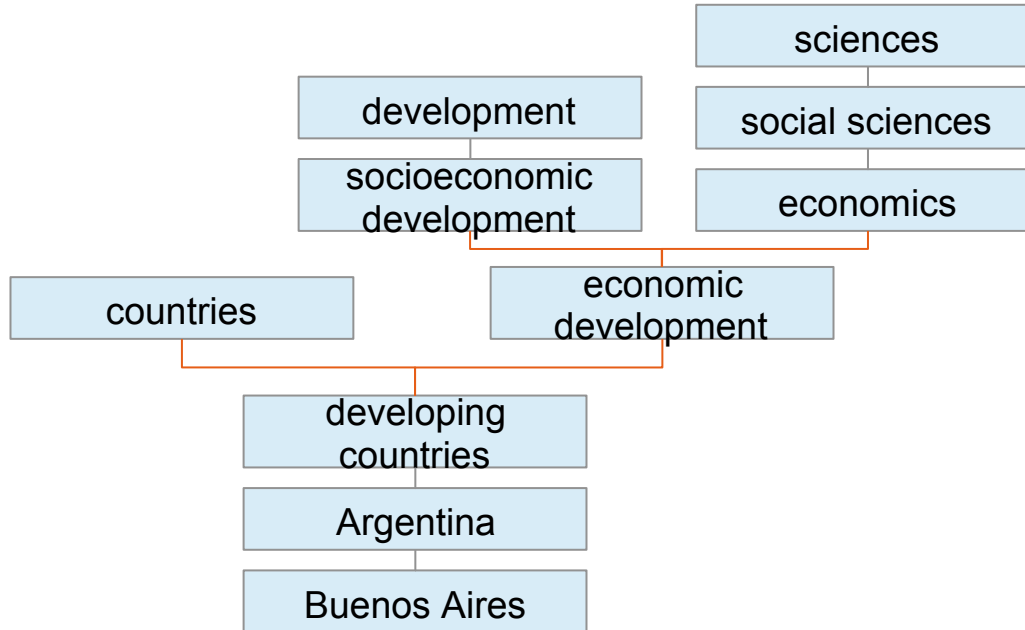 sciences
development
social sciences
socioeconomic
development
economics
countries
economic
development
developing
countries
Argentina
Buenos Aires